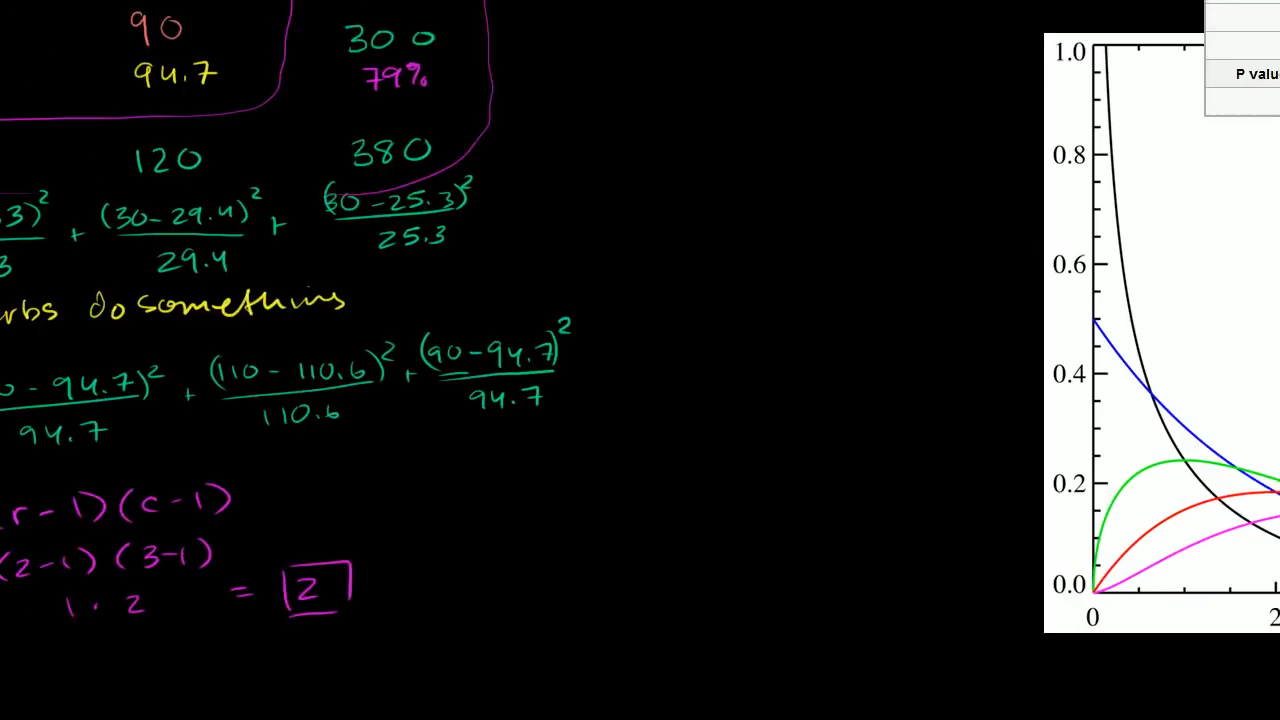 90
300
94.7
79%
120
380
.3)² + (30-29.4)² + (30-25.3)²
3 29.4 25.3
rbs do something
0 - 94.7)² + (110 - 110.6)² + (90 - 94.7)²
94.7 110.6 94.7
(r - 1)(c - 1)
(2-1)(3-1)
1 · 2 = 2
P valu
1.0
0.8
0.6
0.4
0.2
0.0
0 2